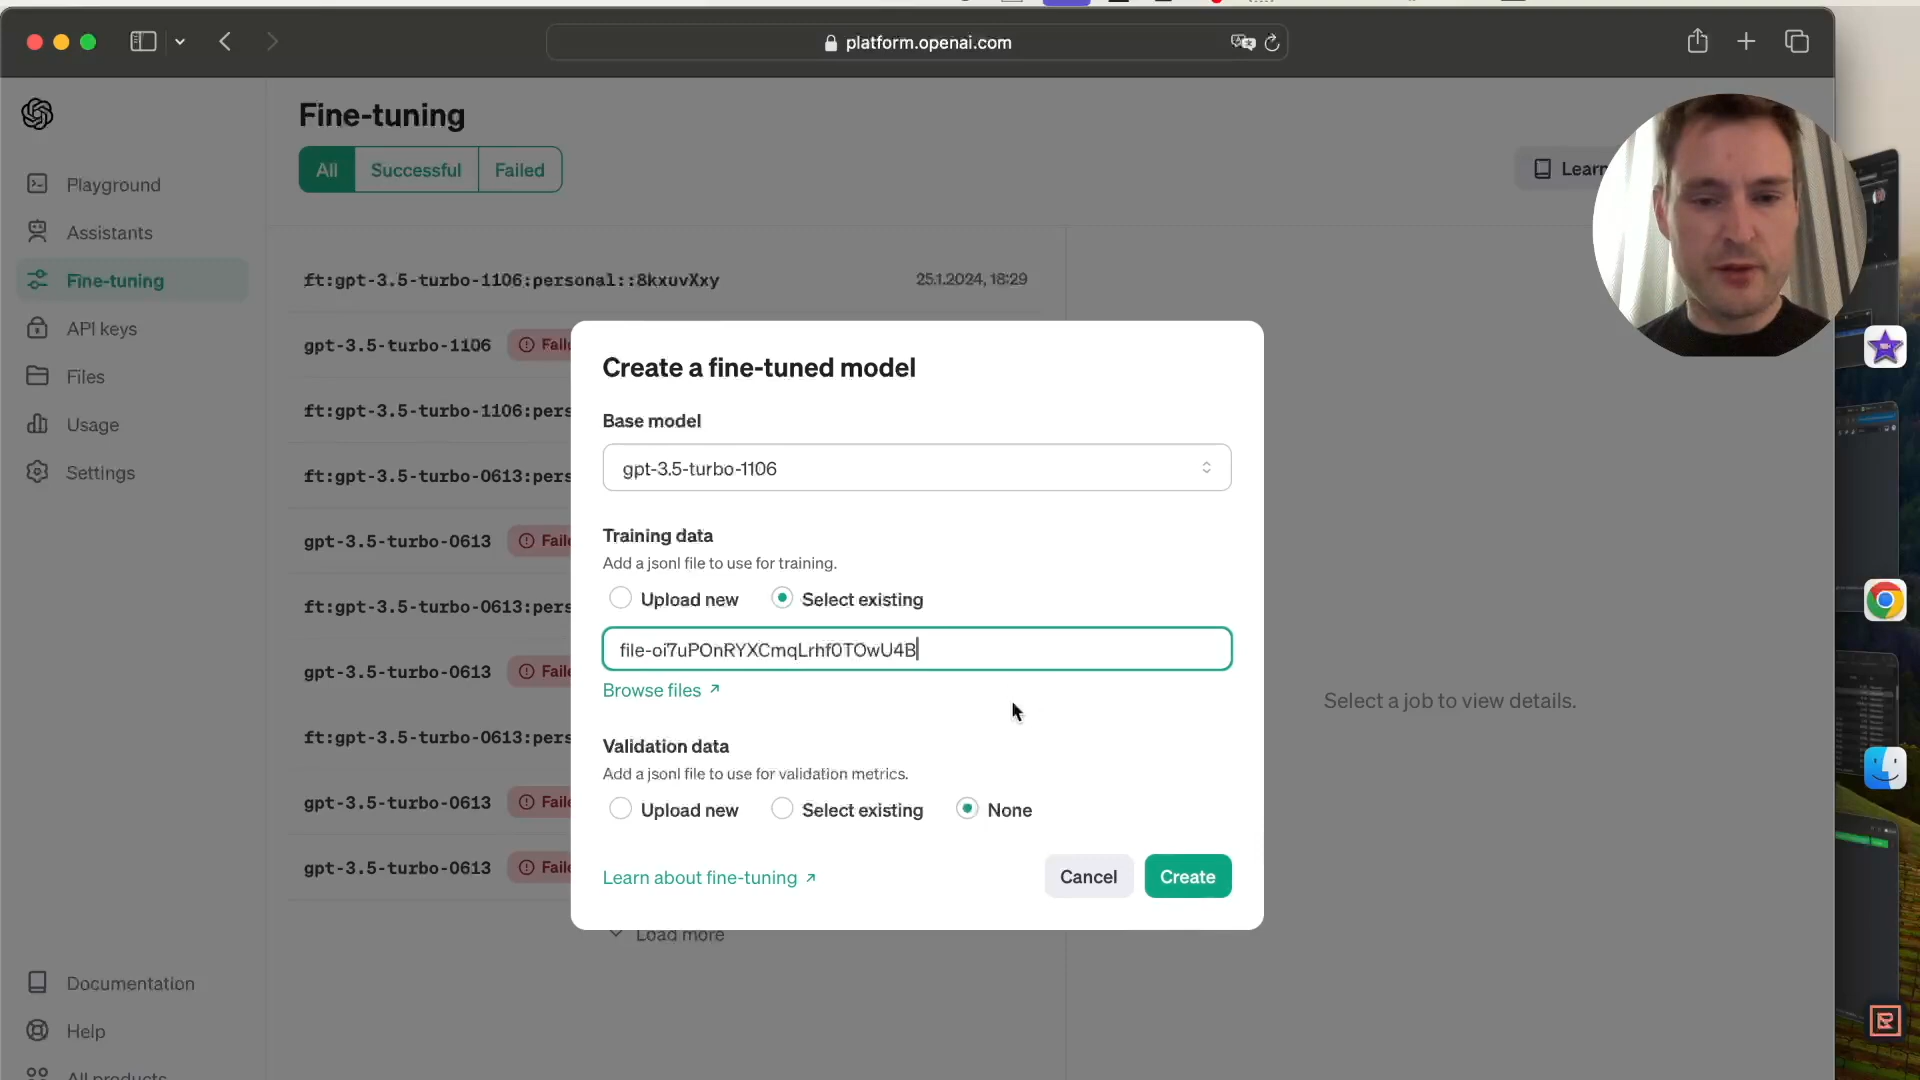 platform.openai.com
Fine-tuning
All
Successful
Failed
Learn
Playground
Assistants
Fine-tuning
API keys
Files
Usage
Settings
ft:gpt-3.5-turbo-1106:personal::8kxuvXxy
25.1.2024, 18:29
gpt-3.5-turbo-1106
ft:gpt-3.5-turbo-1106:pers
ft:gpt-3.5-turbo-0613:pers
gpt-3.5-turbo-0613
ft:gpt-3.5-turbo-0613:pers
gpt-3.5-turbo-0613
ft:gpt-3.5-turbo-0613:pers
gpt-3.5-turbo-0613
gpt-3.5-turbo-0613
Create a fine-tuned model
Base model
gpt-3.5-turbo-1106
Training data
Add a jsonl file to use for training.
Upload new
Select existing
file-oi7uPOnRYXCmqLrhf0TOwU4B
Browse files
Validation data
Add a jsonl file to use for validation metrics.
Upload new
Select existing
None
Learn about fine-tuning
Cancel
Create
Load more
Select a job to view details.
Documentation
Help
All products